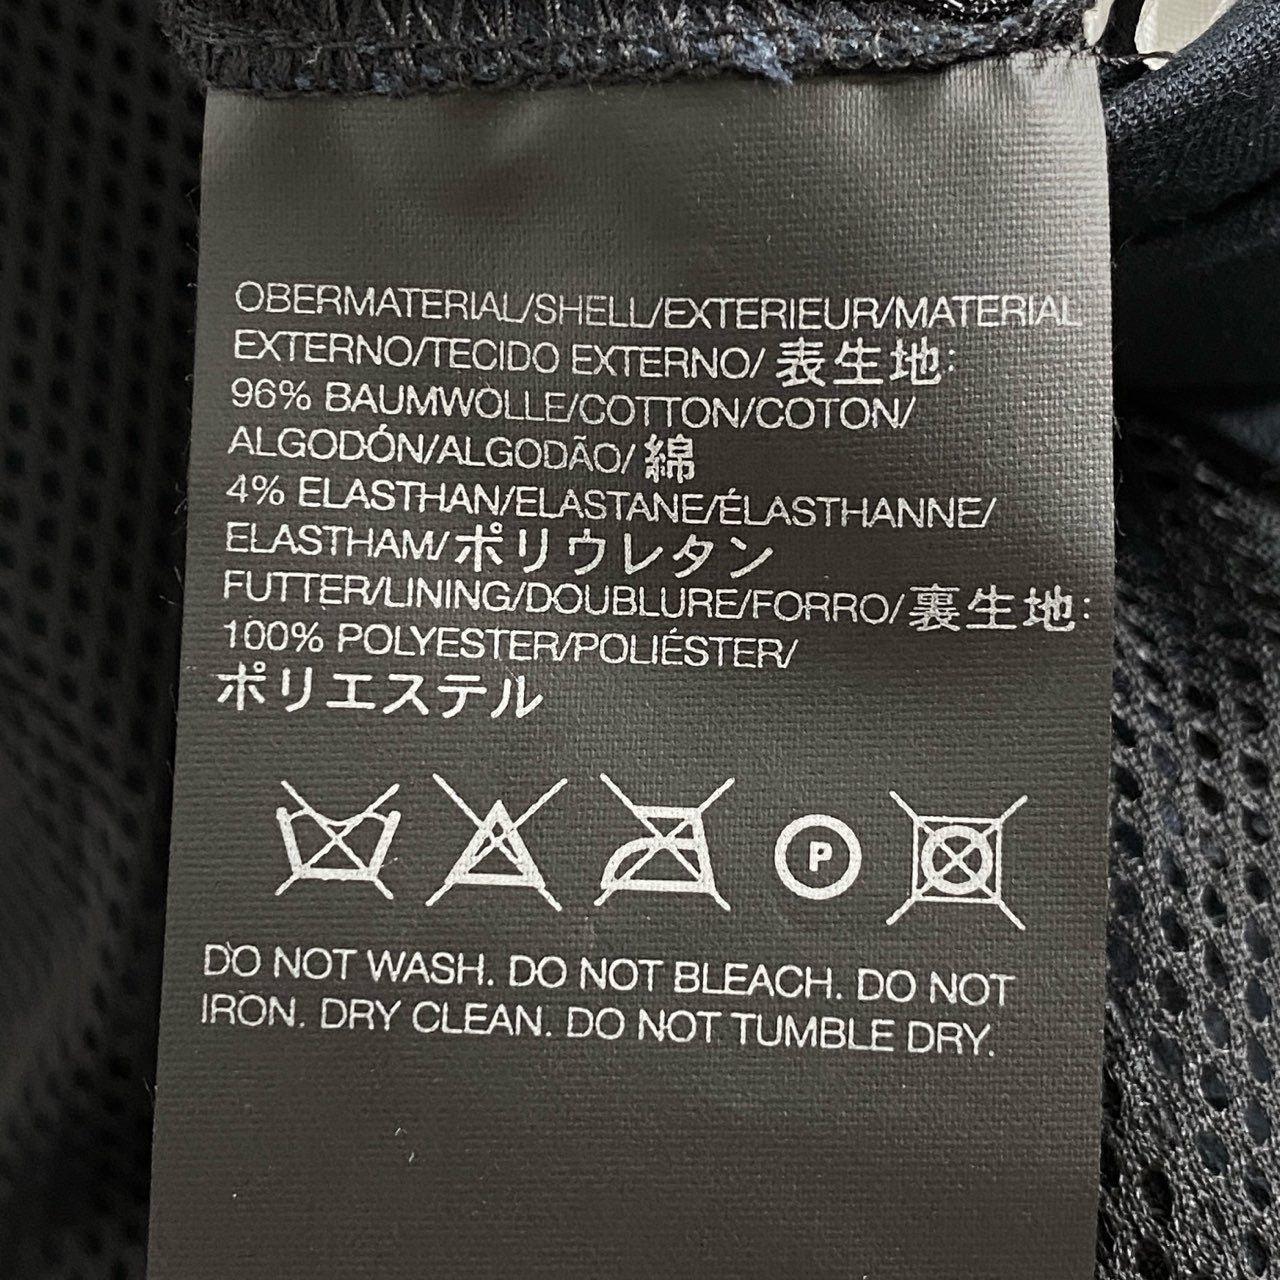 OBERMATERIAL/SHELL/EXTERIEUR/MATERIAL
EXTERNO/TECIDO EXTERNO/ 表生地:
96% BAUMWOLLE/COTTON/COTON/
ALGODÓN/ALGODÃO/ 綿
4% ELASTHAN/ELASTANE/ÉLASTHANNE/
ELASTHAM/ポリウレタン
FUTTER/LINING/DOUBLURE/FORRO/ 裏生地:
100% POLYESTER/POLIÉSTER/
ポリエステル
P
DO NOT WASH. DO NOT BLEACH. DO NOT
IRON. DRY CLEAN. DO NOT TUMBLE DRY.